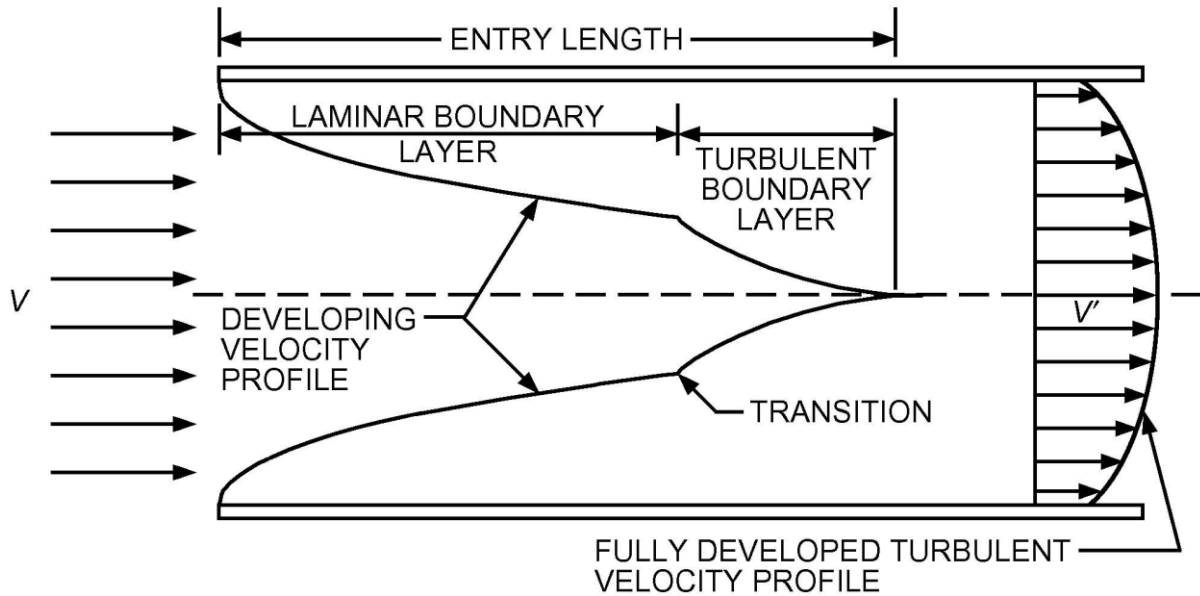 ENTRY LENGTH
LAMINAR BOUNDARY
LAYER
TURBULENT
BOUNDARY
LAYER
V
V'
DEVELOPING
VELOCITY
PROFILE
TRANSITION
FULLY DEVELOPED TURBULENT
VELOCITY PROFILE